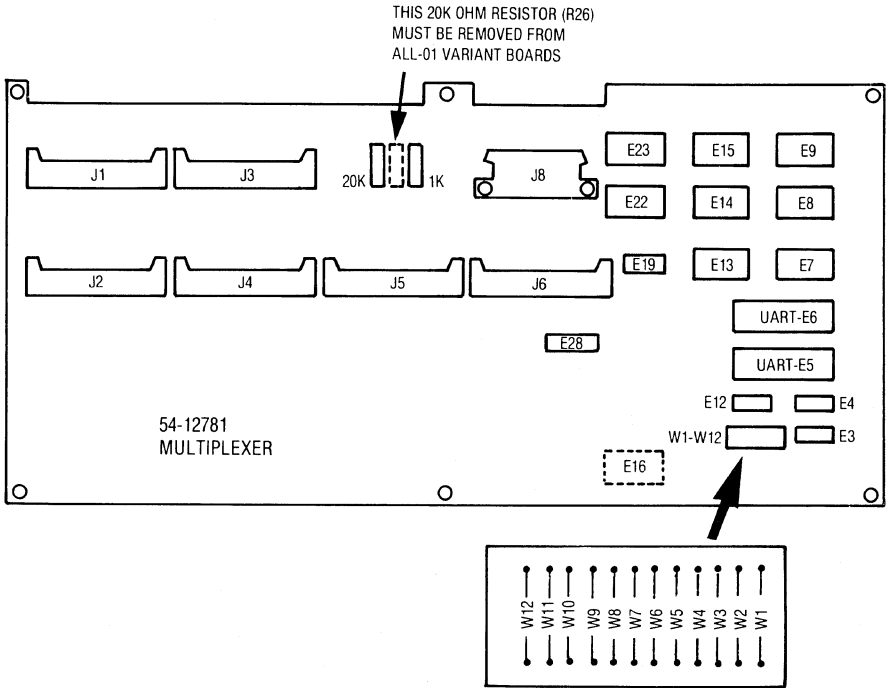 THIS 20K OHM RESISTOR (R26)
MUST BE REMOVED FROM
ALL-01 VARIANT BOARDS
J1
J3
20K
1K
J8
E23
E15
E9
E22
E14
E8
J2
J4
J5
J6
E19
E13
E7
UART-E6
E28
UART-E5
E12
E4
54-12781
MULTIPLEXER
W1-W12
E3
E16
W12
W11
W10
W9
W8
W7
W6
W5
W4
W3
W2
W1